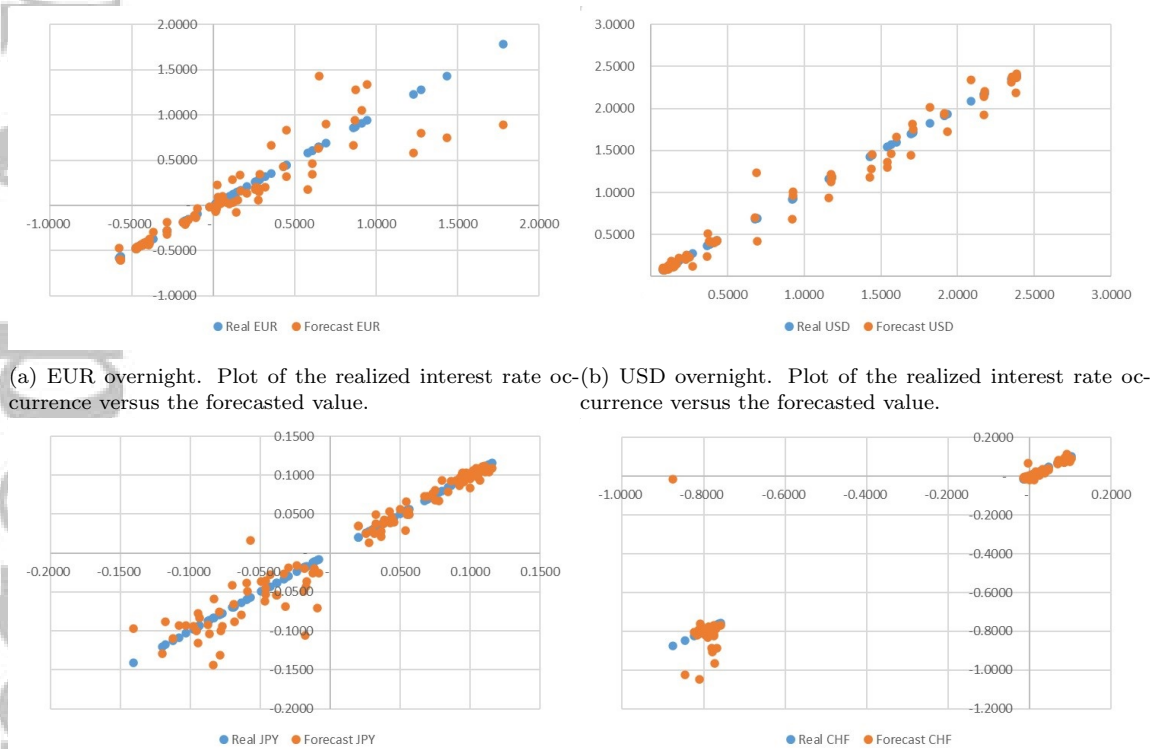 2.0000
1.5000
1.0000
0.5000
-
-1.0000 -0.5000 - 0.5000 1.0000 1.5000 2.0000
-0.5000
-1.0000
Real EUR Forecast EUR
3.0000
2.5000
2.0000
1.5000
1.0000
0.5000
0.5000 1.0000 1.5000 2.0000 2.5000 3.0000
Real USD Forecast USD
(a) EUR overnight. Plot of the realized interest rate oc-
currence versus the forecasted value.
(b) USD overnight. Plot of the realized interest rate oc-
currence versus the forecasted value.
0.1500
0.1000
0.0500
-
-0.2000 -0.1500 -0.1000 -0.0500 - 0.0500 0.1000 0.1500
-0.0500
-0.1000
-0.1500
-0.2000
Real JPY Forecast JPY
0.2000
-
-1.0000 -0.8000 -0.6000 -0.4000 -0.2000 - 0.2000
-0.2000
-0.4000
-0.6000
-0.8000
-1.0000
-1.2000
Real CHF Forecast CHF